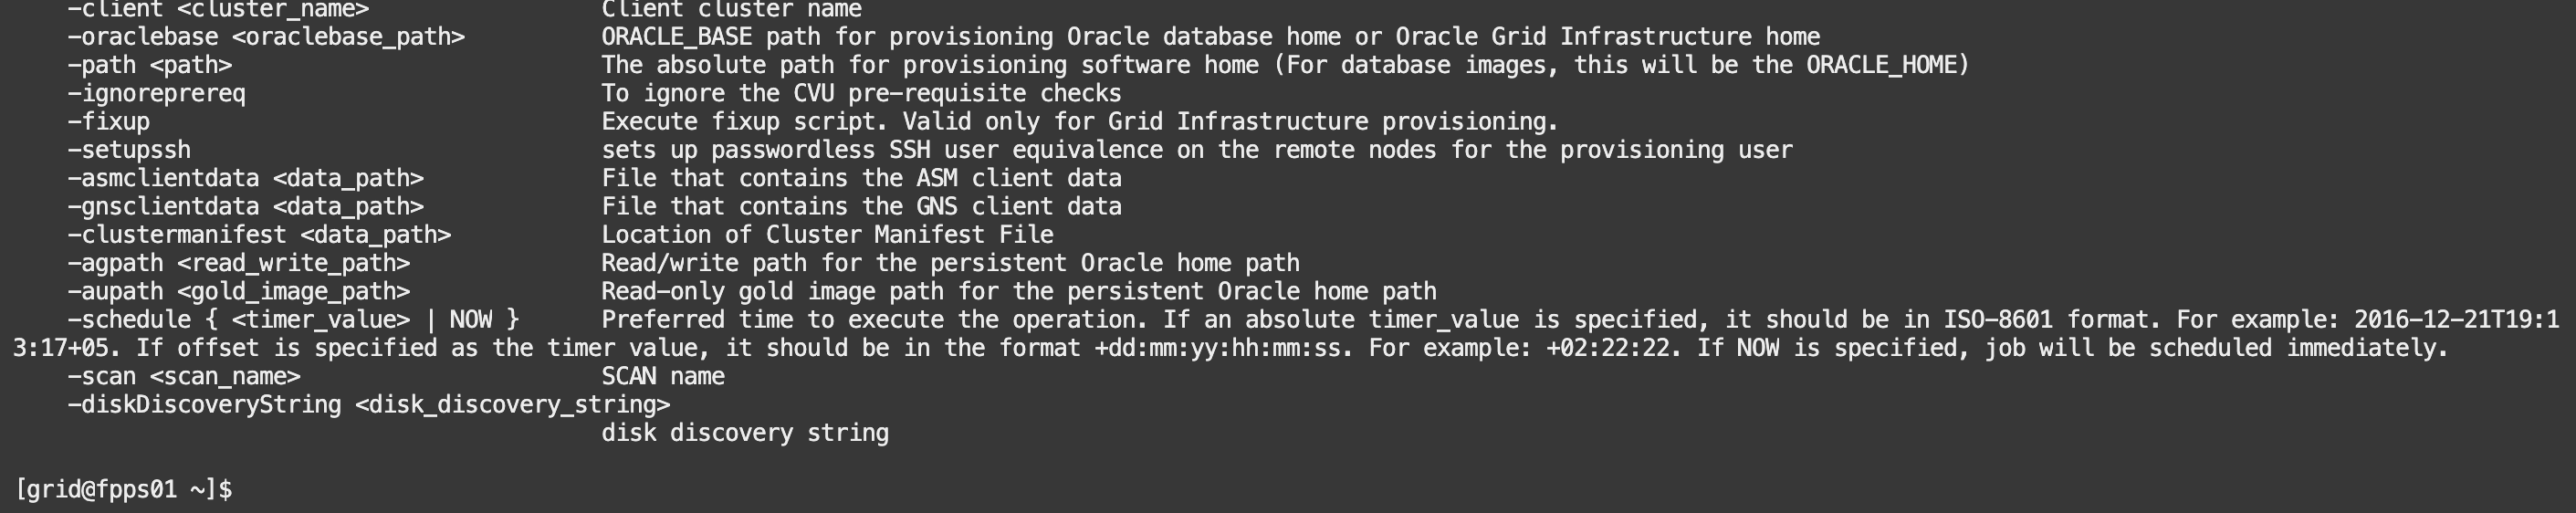 -client <cluster_name> Client cluster name
-oraclebase <oraclebase_path> ORACLE_BASE path for provisioning Oracle database home or Oracle Grid Infrastructure home
-path <path> The absolute path for provisioning software home (For database images, this will be the ORACLE_HOME)
-ignoreprereq To ignore the CVU pre-requisite checks
-fixup Execute fixup script. Valid only for Grid Infrastructure provisioning.
-setupssh sets up passwordless SSH user equivalence on the remote nodes for the provisioning user
-asmclientdata <data_path> File that contains the ASM client data
-gnsclientdata <data_path> File that contains the GNS client data
-clustermanifest <data_path> Location of Cluster Manifest File
-agpath <read_write_path> Read/write path for the persistent Oracle home path
-aupath <gold_image_path> Read-only gold image path for the persistent Oracle home path
-schedule { <timer_value> | NOW } Preferred time to execute the operation. If an absolute timer_value is specified, it should be in ISO-8601 format. For example: 2016-12-21T19:1
3:17+05. If offset is specified as the timer value, it should be in the format +dd:mm:yy:hh:mm:ss. For example: +02:22:22. If NOW is specified, job will be scheduled immediately.
-scan <scan_name> SCAN name
-diskDiscoveryString <disk_discovery_string>
disk discovery string
[grid@fpps01 ~]$